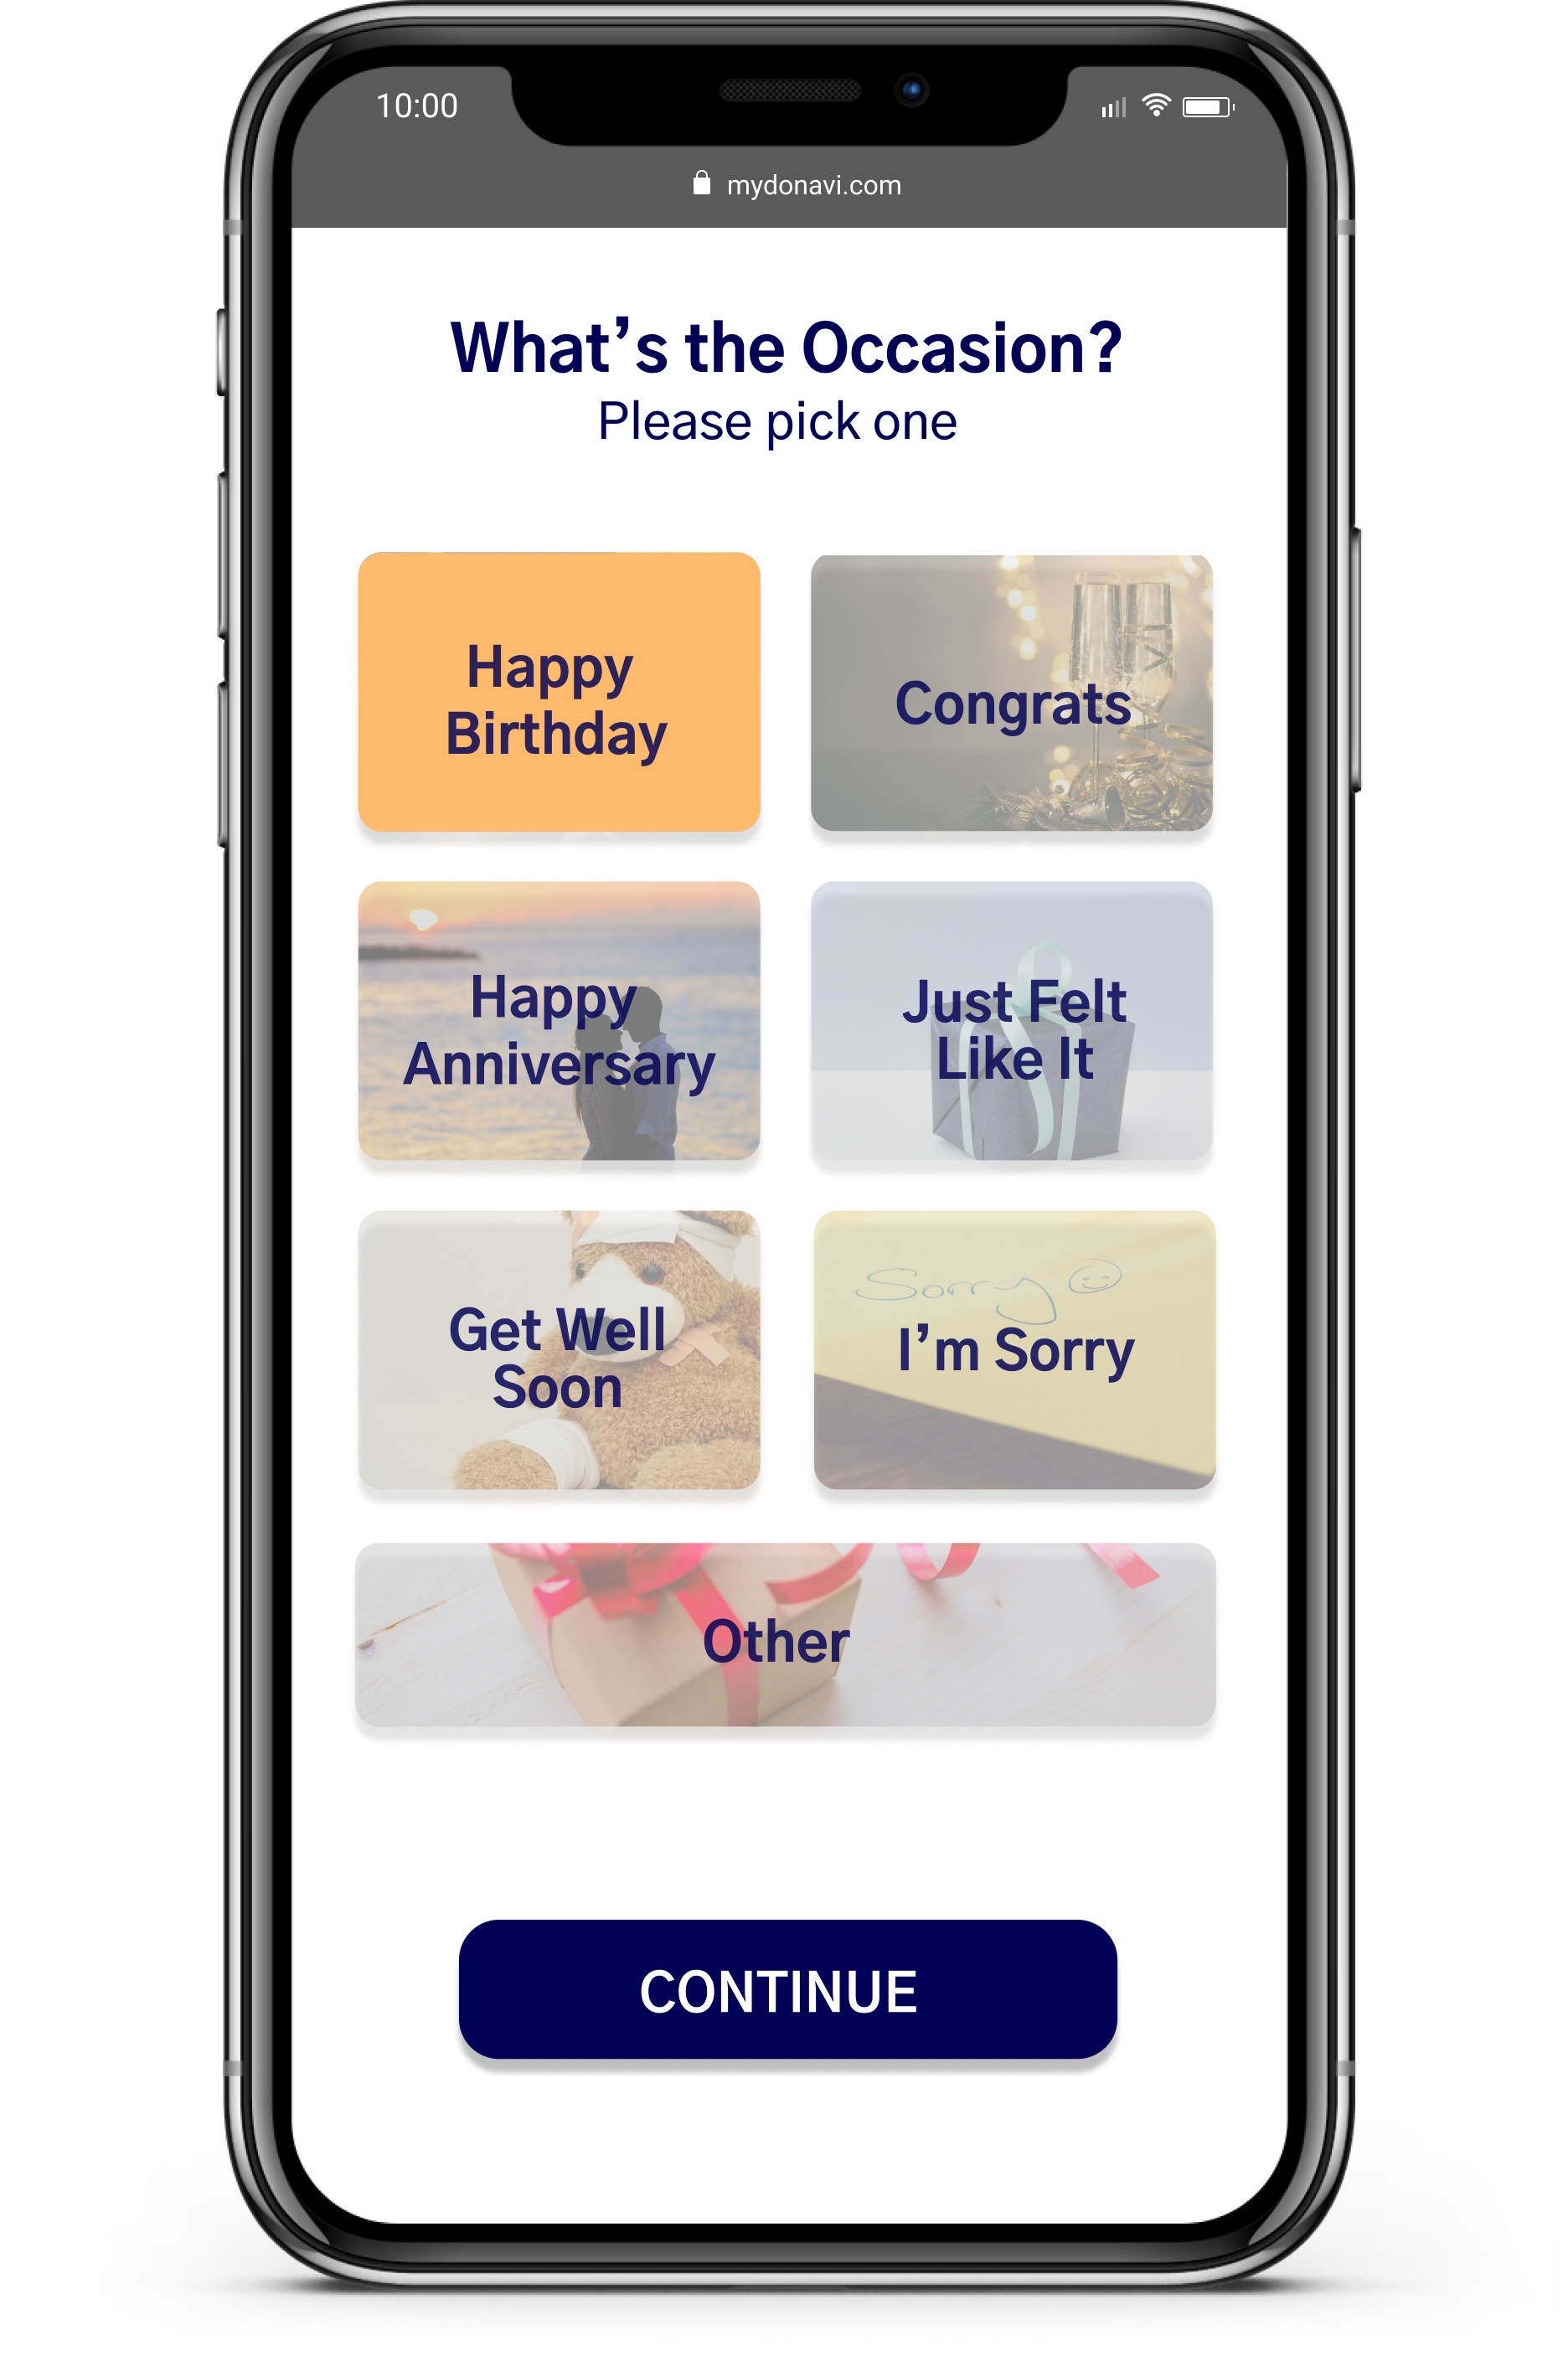 10:00
mydonavi.com
What’s the Occasion?
Please pick one
Happy
Birthday
Congrats
Happy
Anniversary
Just Felt
Like It
Get Well
Soon
Sorry
I’m Sorry
Other
CONTINUE